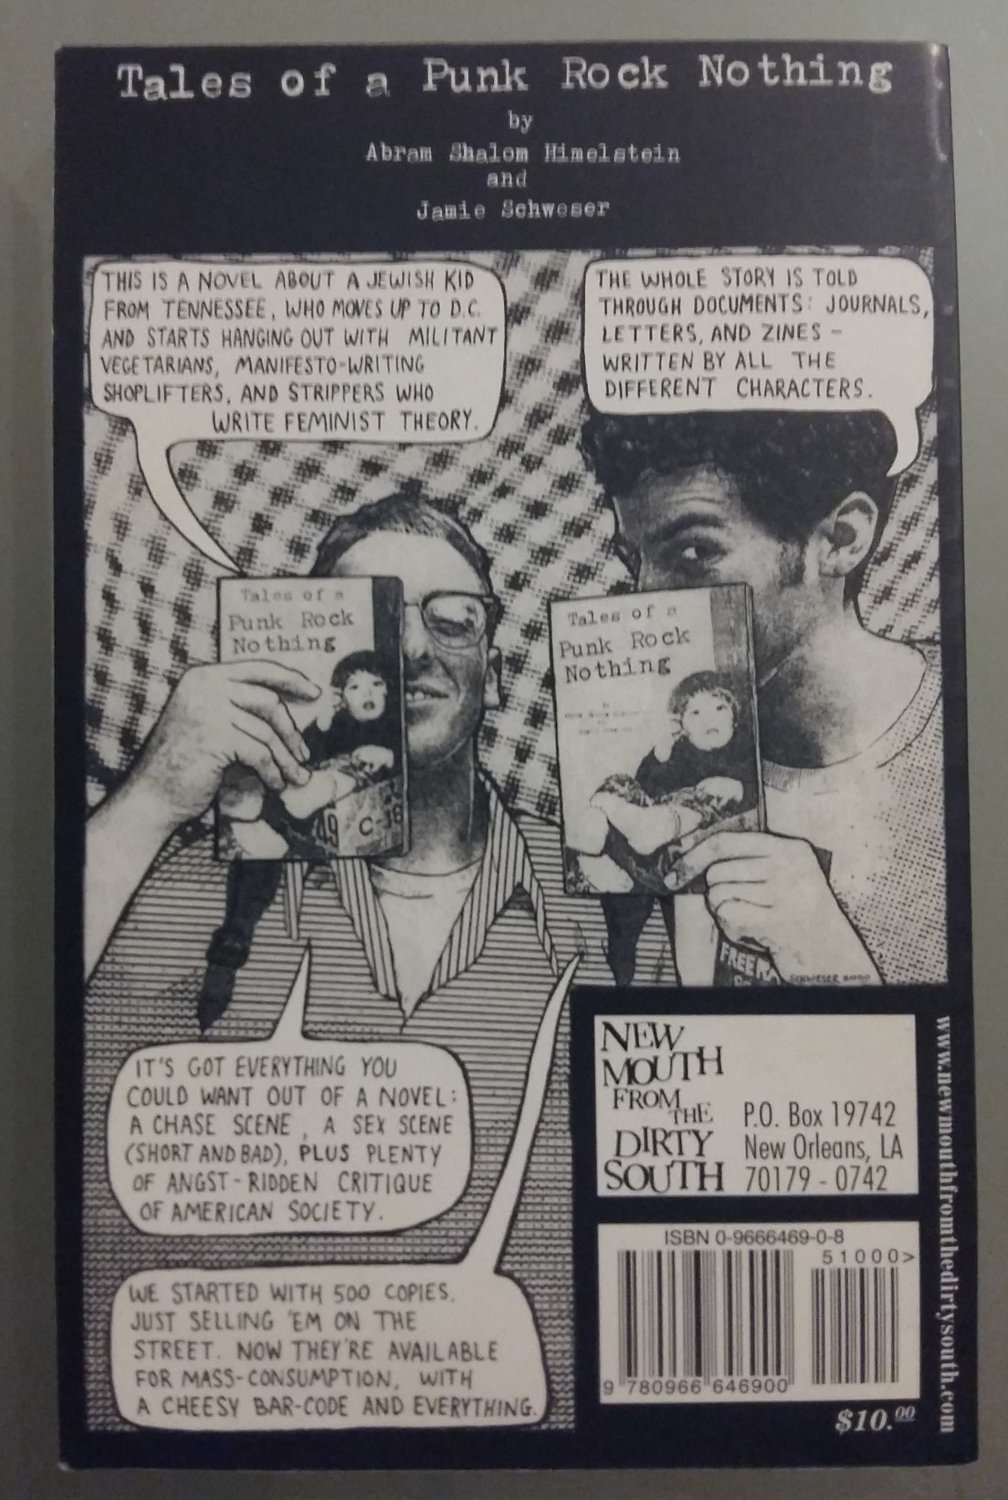 Tales of a Punk Rock Nothing
by
Abram Shalom Himelstein
and
Jamie Schweser
THIS IS A NOVEL ABOUT A JEWISH KID
FROM TENNESSEE, WHO MOVES UP TO D.C.
AND STARTS HANGING OUT WITH MILITANT
VEGETARIANS, MANIFESTO-WRITING
SHOPLIFTERS, AND STRIPPERS WHO
WRITE FEMINIST THEORY.
THE WHOLE STORY IS TOLD
THROUGH DOCUMENTS: JOURNALS,
LETTERS, AND ZINES -
WRITTEN BY ALL THE
DIFFERENT CHARACTERS.
Tales of a
Punk Rock
Nothing
49 C-
Tales of a
Punk Rock
Nothing
by
FREE
SCHWESER 2000
IT'S GOT EVERYTHING YOU
COULD WANT OUT OF A NOVEL:
A CHASE SCENE, A SEX SCENE
(SHORT AND BAD), PLUS PLENTY
OF ANGST-RIDDEN CRITIQUE
OF AMERICAN SOCIETY.
WE STARTED WITH 500 COPIES,
JUST SELLING 'EM ON THE
STREET. NOW THEY'RE AVAILABLE
FOR MASS-CONSUMPTION, WITH
A CHEESY BAR-CODE AND EVERYTHING.
NEW
MOUTH
FROM
THE
DIRTY
SOUTH
P.O. Box 19742
New Orleans, LA
70179 - 0742
ISBN 0-9666469-0-8
51000>
9 780966 646900
$10.00
www.newmouthfromthedirtysouth.com